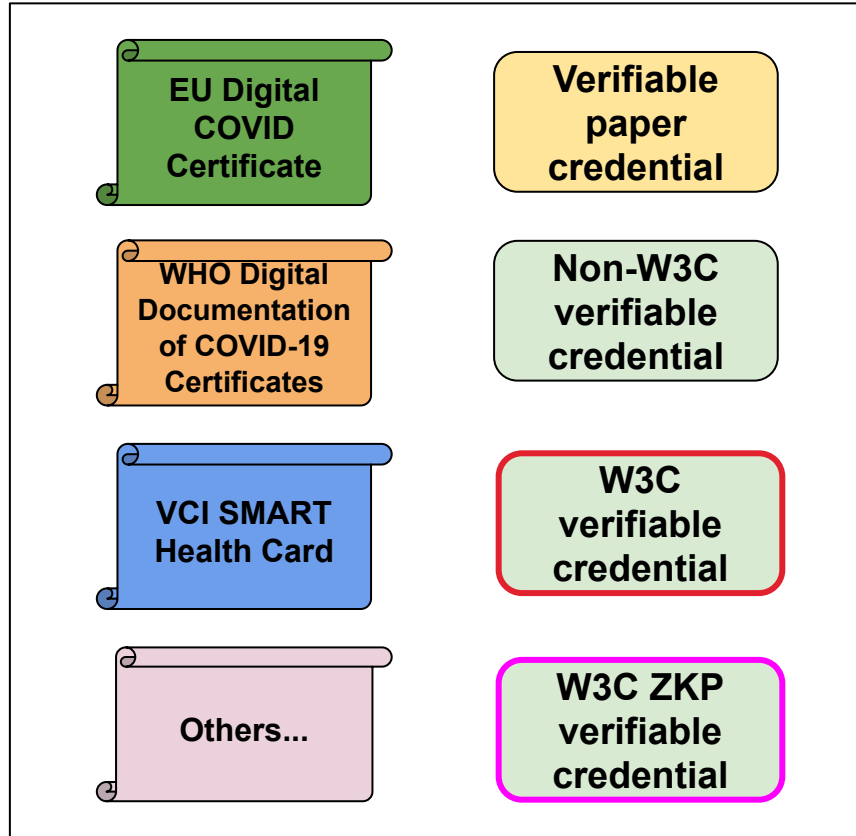 EU Digital
COVID
Certificate
Verifiable
paper
credential
WHO Digital
Documentation
of COVID-19
Certificates
Non-W3C
verifiable
credential
VCI SMART
Health Card
W3C
verifiable
credential
Others...
W3C ZKP
verifiable
credential